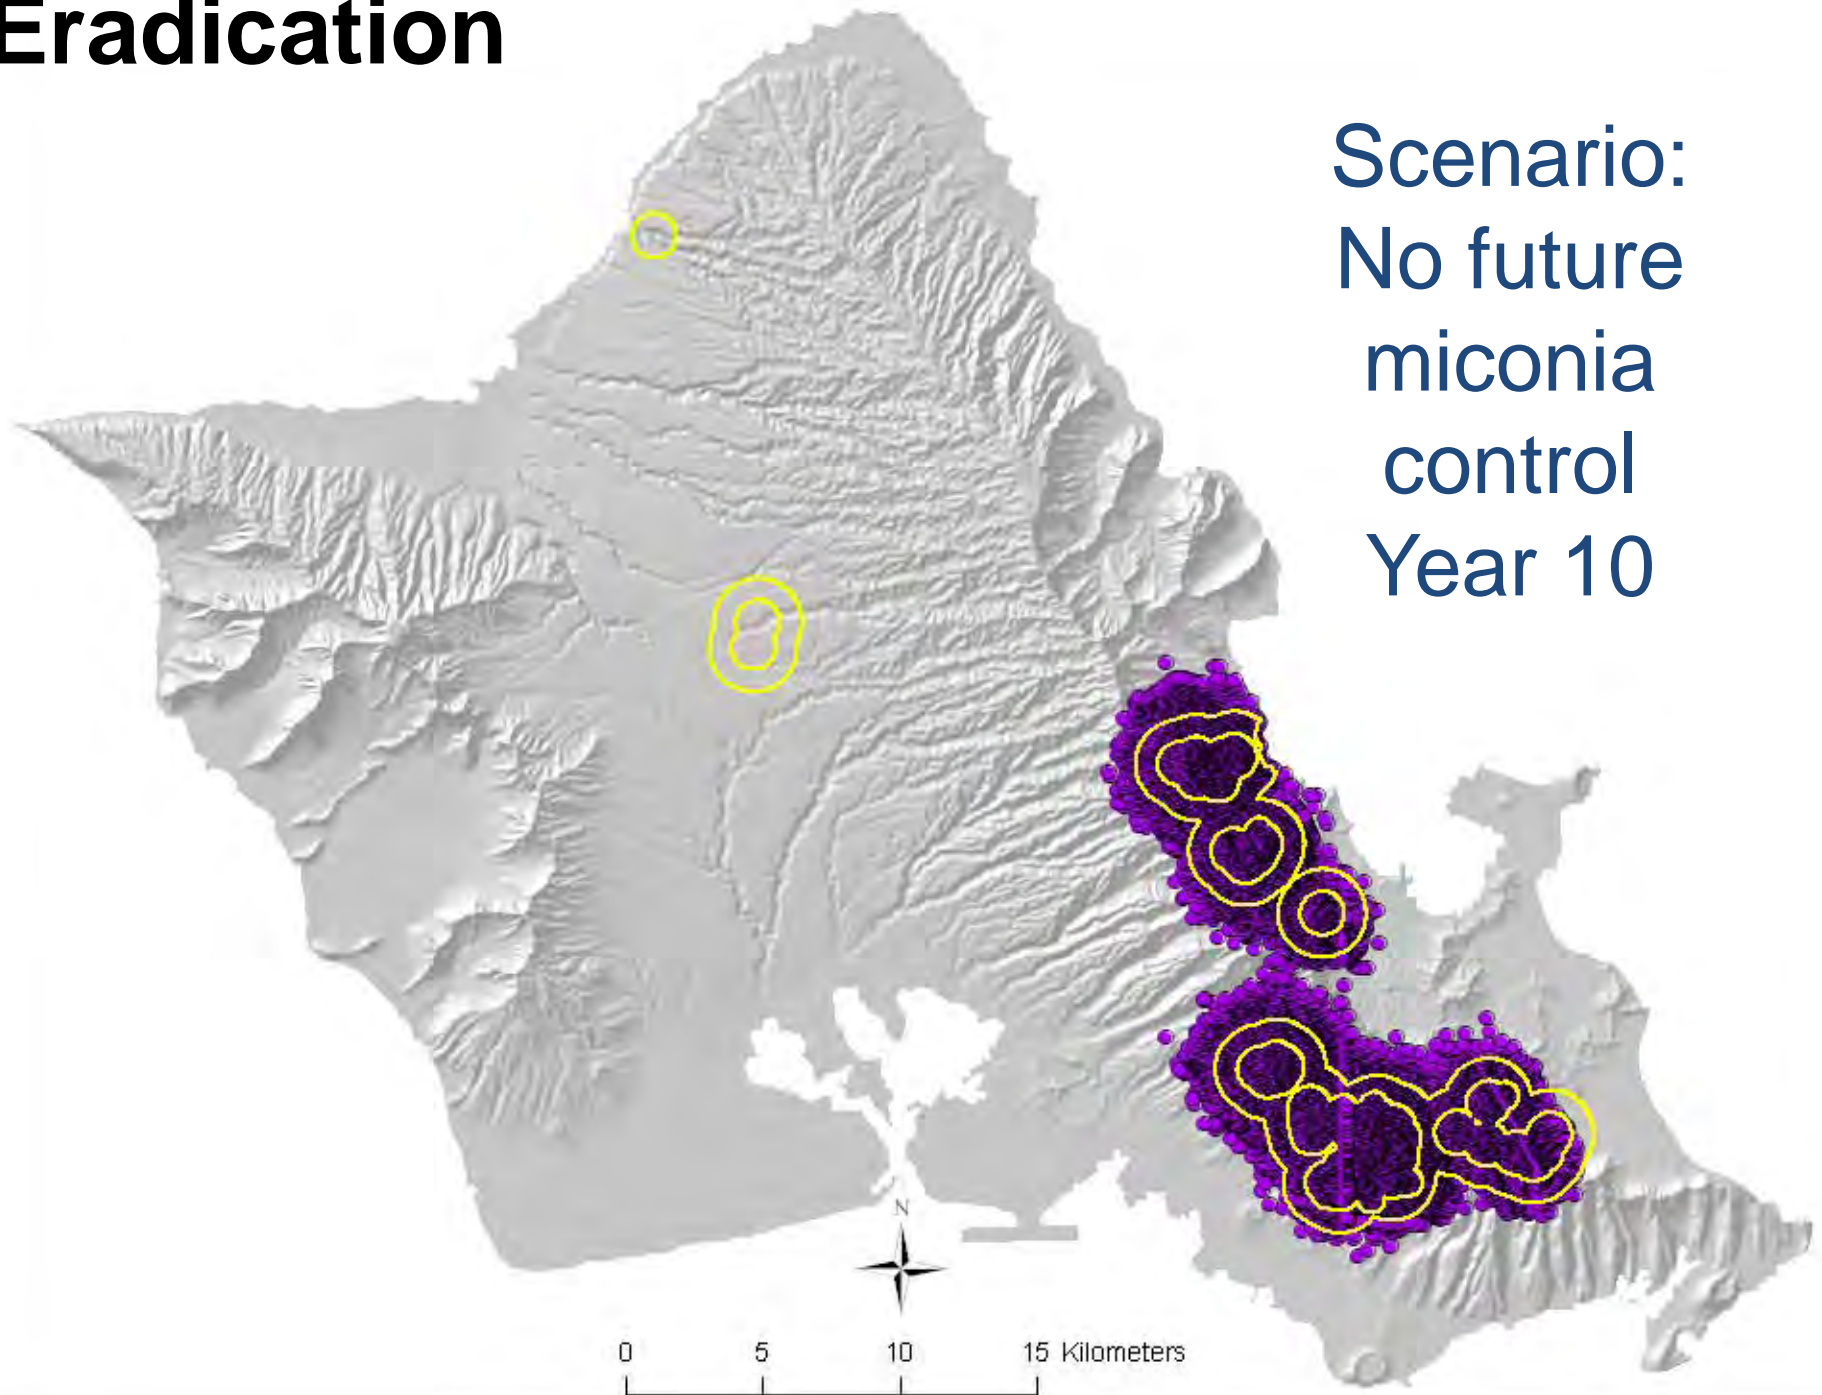 Eradication
Scenario:
No future
miconia
control
Year 10
N
0 5 10 15 Kilometers